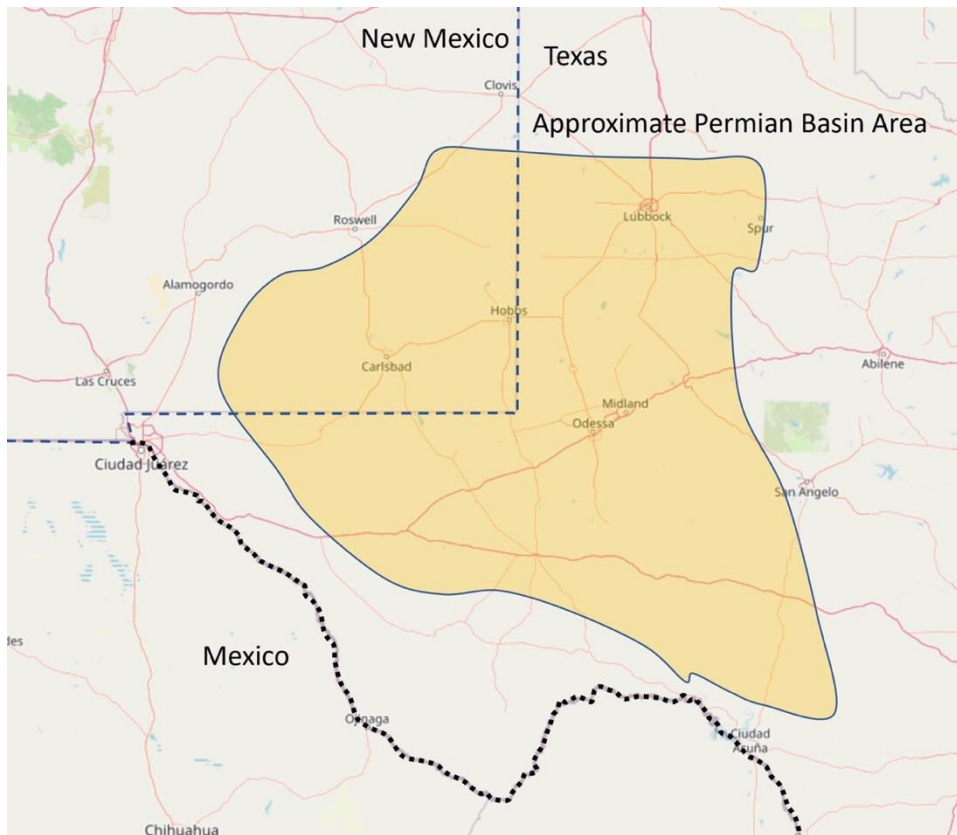 New Mexico
Texas
Clovis
Approximate Permian Basin Area
Roswell
Lubbock
Spur
Alamogordo
Hobbs
Carlsbad
Abilene
Las Cruces
Midland
Odessa
Ciudad Juárez
San Angelo
des
Mexico
Ojinaga
Ciudad
Acuña
Chihuahua